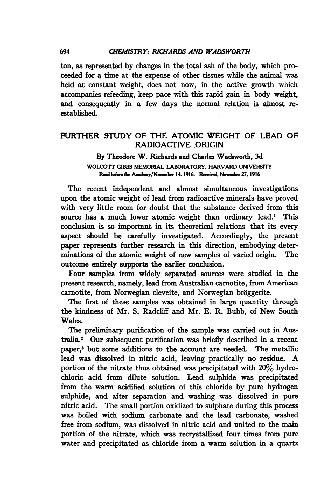 694 CHEMISTRY: RICHARDS AND WADSWORTH
ton, as represented by changes in the total ash of the body, which pro-
ceeded for a time at the expense of other tissues while the animal was
held at constant weight, does not now, in the active growth which
accompanies refeeding, keep pace with this rapid gain in body weight,
and consequently in a few days the normal relation is almost re-
established.
FURTHER STUDY OF THE ATOMIC WEIGHT OF LEAD OF
RADIOACTIVE ORIGIN
By Theodore W. Richards and Charles Wadsworth, 3d
WOLCOTT GIBBS MEMORIAL LABORATORY, HARVARD UNIVERSITY
Read before the Academy, November 14, 1916. Received, November 27, 1916
The recent independent and almost simultaneous investigations
upon the atomic weight of lead from radioactive minerals have proved
with very little room for doubt that the substance derived from this
source has a much lower atomic weight than ordinary lead.¹ This
conclusion is so important in its theoretical relations that its every
aspect should be carefully investigated. Accordingly, the present
paper represents further research in this direction, embodying deter-
minations of the atomic weight of new samples of varied origin. The
outcome entirely supports the earlier conclusion.
Four samples from widely separated sources were studied in the
present research, namely, lead from Australian carnotite, from American
carnotite, from Norwegian cleveite, and Norwegian bröggerite.
The first of these samples was obtained in large quantity through
the kindness of Mr. S. Radcliff and Mr. E. R. Bubb, of New South
Wales.
The preliminary purification of the sample was carried out in Aus-
tralia.² Our subsequent purification was briefly described in a recent
paper,³ but some additions to the account are needed. The metallic
lead was dissolved in nitric acid, leaving practically no residue. A
portion of the nitrate thus obtained was precipitated with 20% hydro-
chloric acid from dilute solution. Lead sulphide was precipitated
from the warm acidified solution of this chloride by pure hydrogen
sulphide, and after separation and washing was dissolved in pure
nitric acid. The small portion oxidized to sulphate during this process
was boiled with sodium carbonate and the lead carbonate, washed
free from sodium, was dissolved in nitric acid and united to the main
portion of the nitrate, which was recrystallized four times from pure
water and precipitated as chloride from a warm solution in a quartz